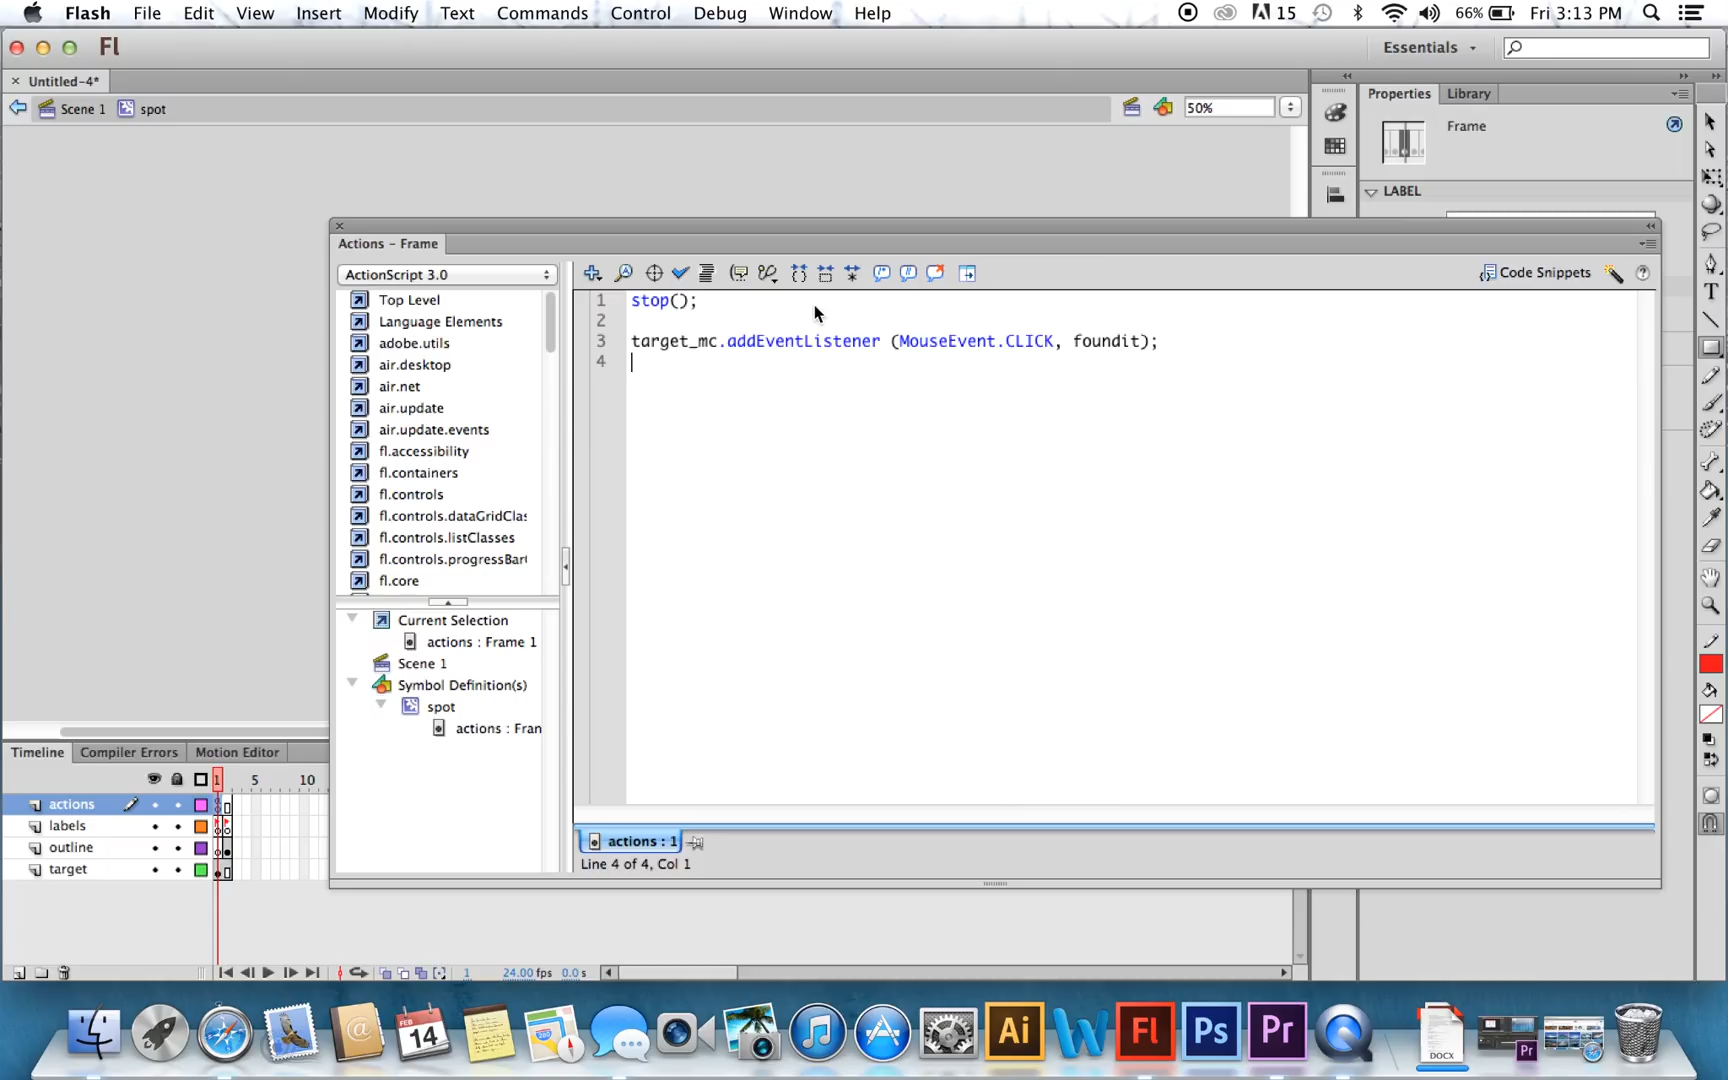 Flash File Edit View Insert Modify Text Commands Control Debug Window Help 15 66% Fri 3:13 PM
Fl Essentials
× Untitled-4*
Properties Library
Scene 1 spot 50%
Frame
LABEL
Actions - Frame
ActionScript 3.0
Code Snippets
Top Level
Language Elements
adobe.utils
air.desktop
air.net
air.update
air.update.events
fl.accessibility
fl.containers
fl.controls
fl.controls.dataGridClas
fl.controls.listClasses
fl.controls.progressBar
fl.core
1 stop();
2
3 target_mc.addEventListener (MouseEvent.CLICK, foundit);
4
Current Selection
actions : Frame 1
Scene 1
Symbol Definition(s)
spot
actions : Fran
actions : 1
Line 4 of 4, Col 1
Timeline Compiler Errors Motion Editor
1 5 10
actions
labels
outline
target
1 24.00 fps 0.0 s
FEB
14
Ai
W
Fl
Ps
Pr
DOCX
Pr